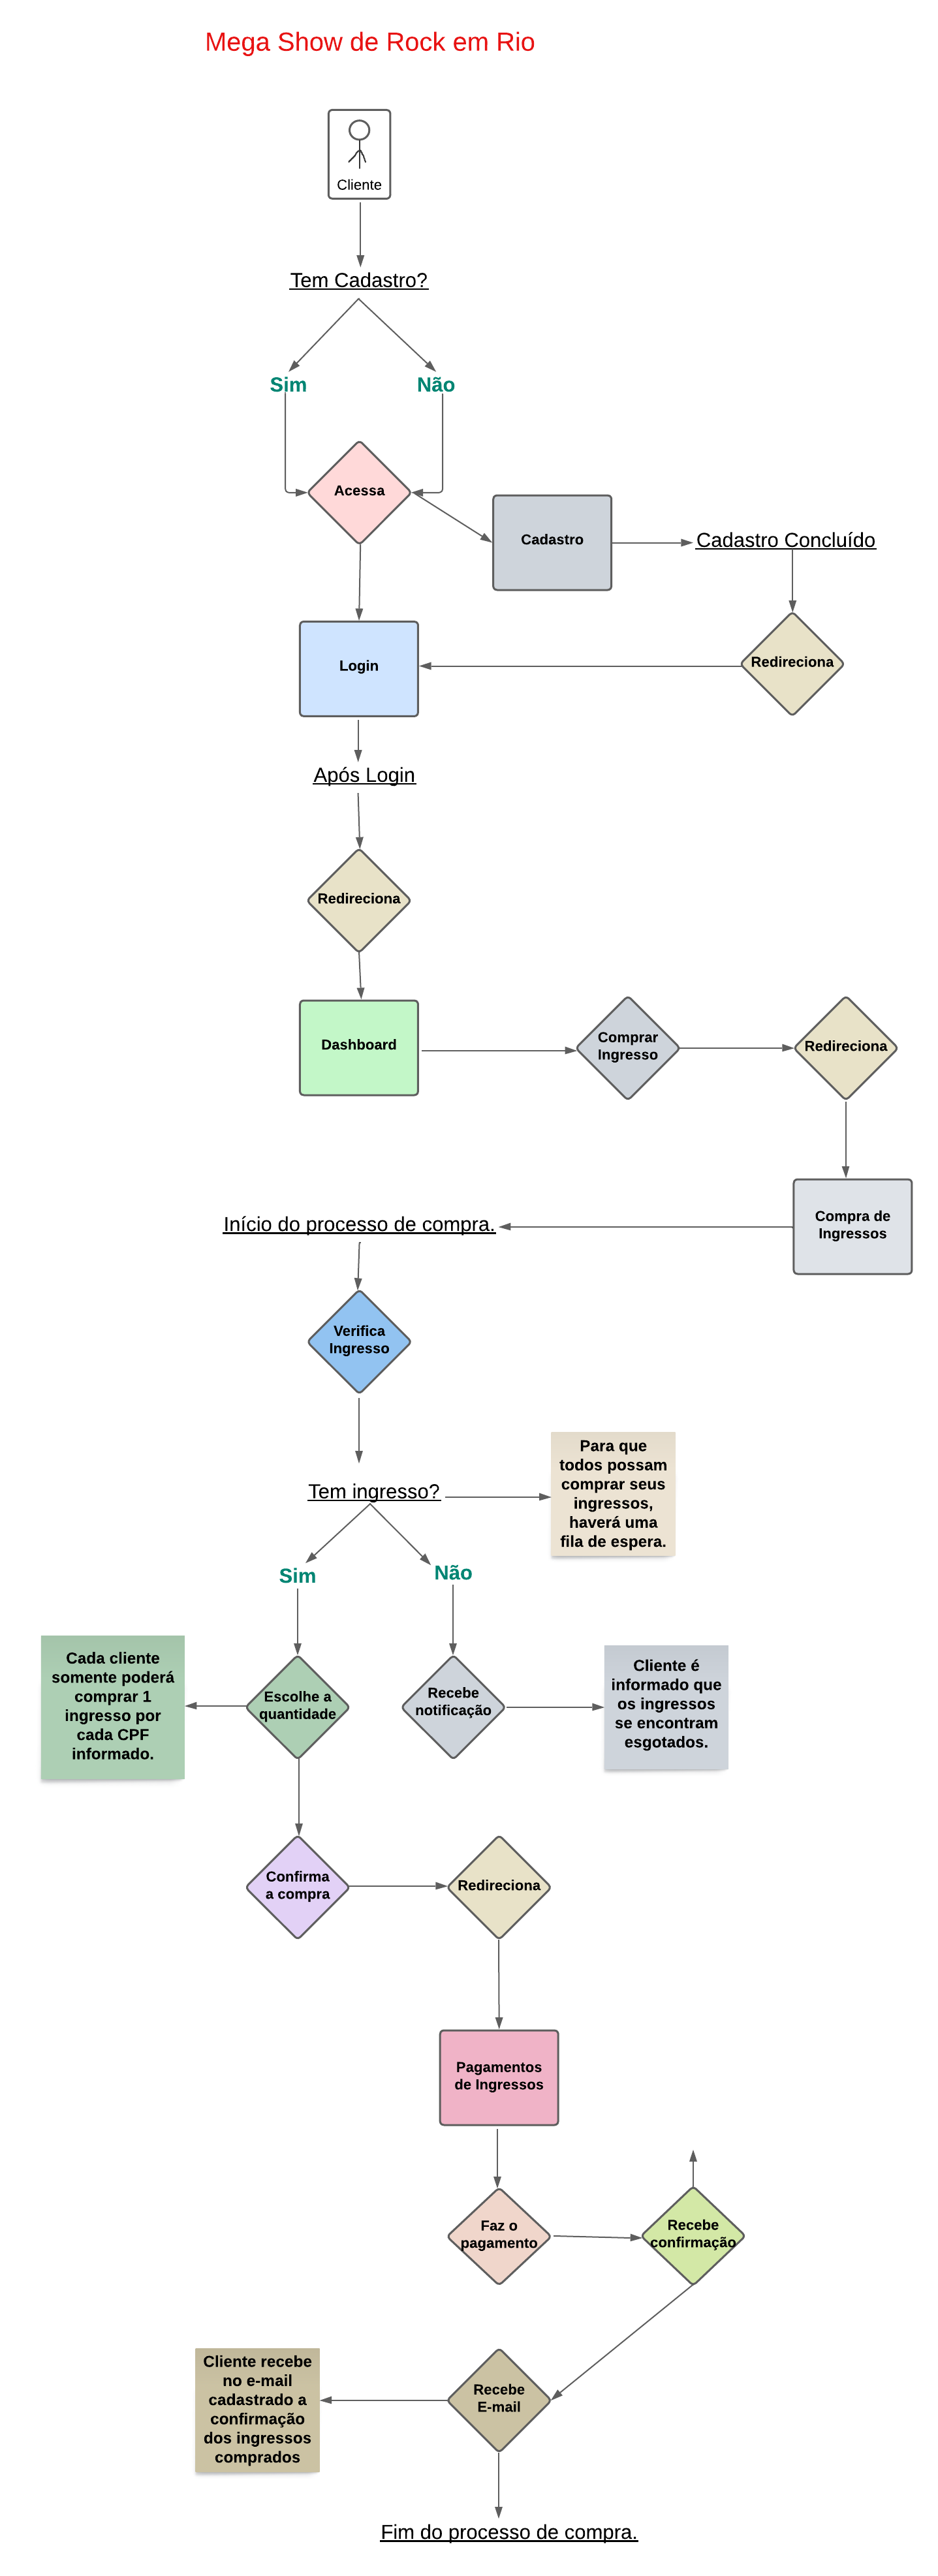 Mega Show de Rock em Rio
Cliente
Tem Cadastro?
Sim
Não
Acessa
Cadastro
Cadastro Concluído
Redireciona
Login
Após Login
Redireciona
Dashboard
Comprar
Ingresso
Redireciona
Compra de
Ingressos
Início do processo de compra.
Verifica
Ingresso
Tem ingresso?
Para que
todos possam
comprar seus
ingressos,
haverá uma
fila de espera.
Sim
Não
Cada cliente
somente poderá
comprar 1
ingresso por
cada CPF
informado.
Escolhe a
quantidade
Recebe
notificação
Cliente é
informado que
os ingressos
se encontram
esgotados.
Confirma
a compra
Redireciona
Pagamentos
de Ingressos
Faz o
pagamento
Recebe
confirmação
Cliente recebe
no e-mail
cadastrado a
confirmação
dos ingressos
comprados
Recebe
E-mail
Fim do processo de compra.